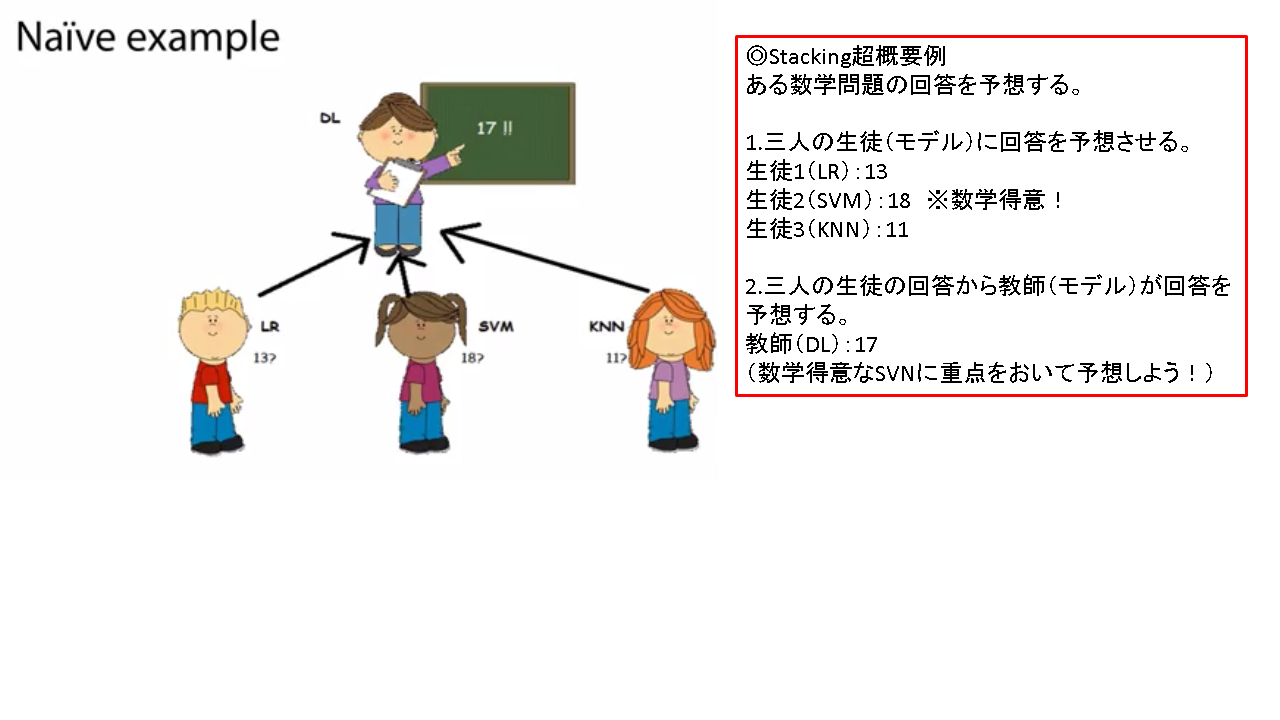 Naïve example
DL
17 !!
LR
13?
SVM
18?
KNN
11?
◎Stacking超概要例
ある数学問題の回答を予想する。
1.三人の生徒（モデル）に回答を予想させる。
生徒1（LR）：13
生徒2（SVM）：18　※数学得意！
生徒3（KNN）：11
2.三人の生徒の回答から教師（モデル）が回答を
予想する。
教師（DL）：17
（数学得意なSVNに重点をおいて予想しよう！）